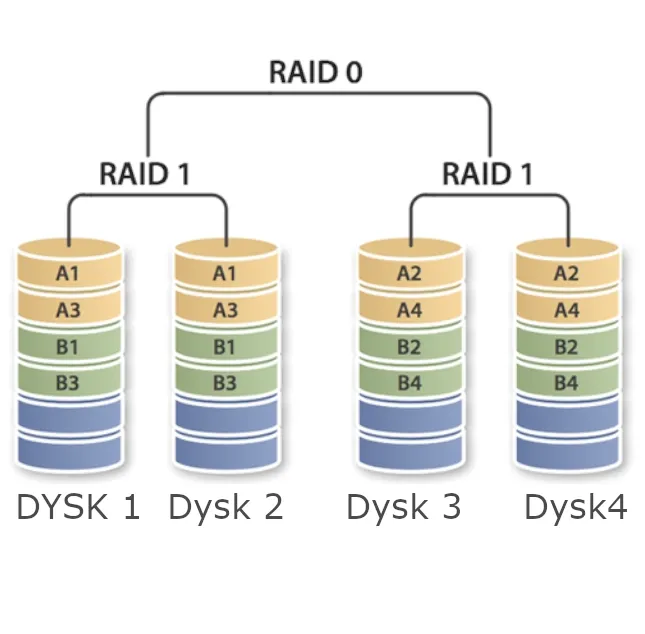 RAID 0
RAID 1 RAID 1
A1 A1 A2 A2
A3 A3 A4 A4
B1 B1 B2 B2
B3 B3 B4 B4
DYSK 1 Dysk 2 Dysk 3 Dysk4